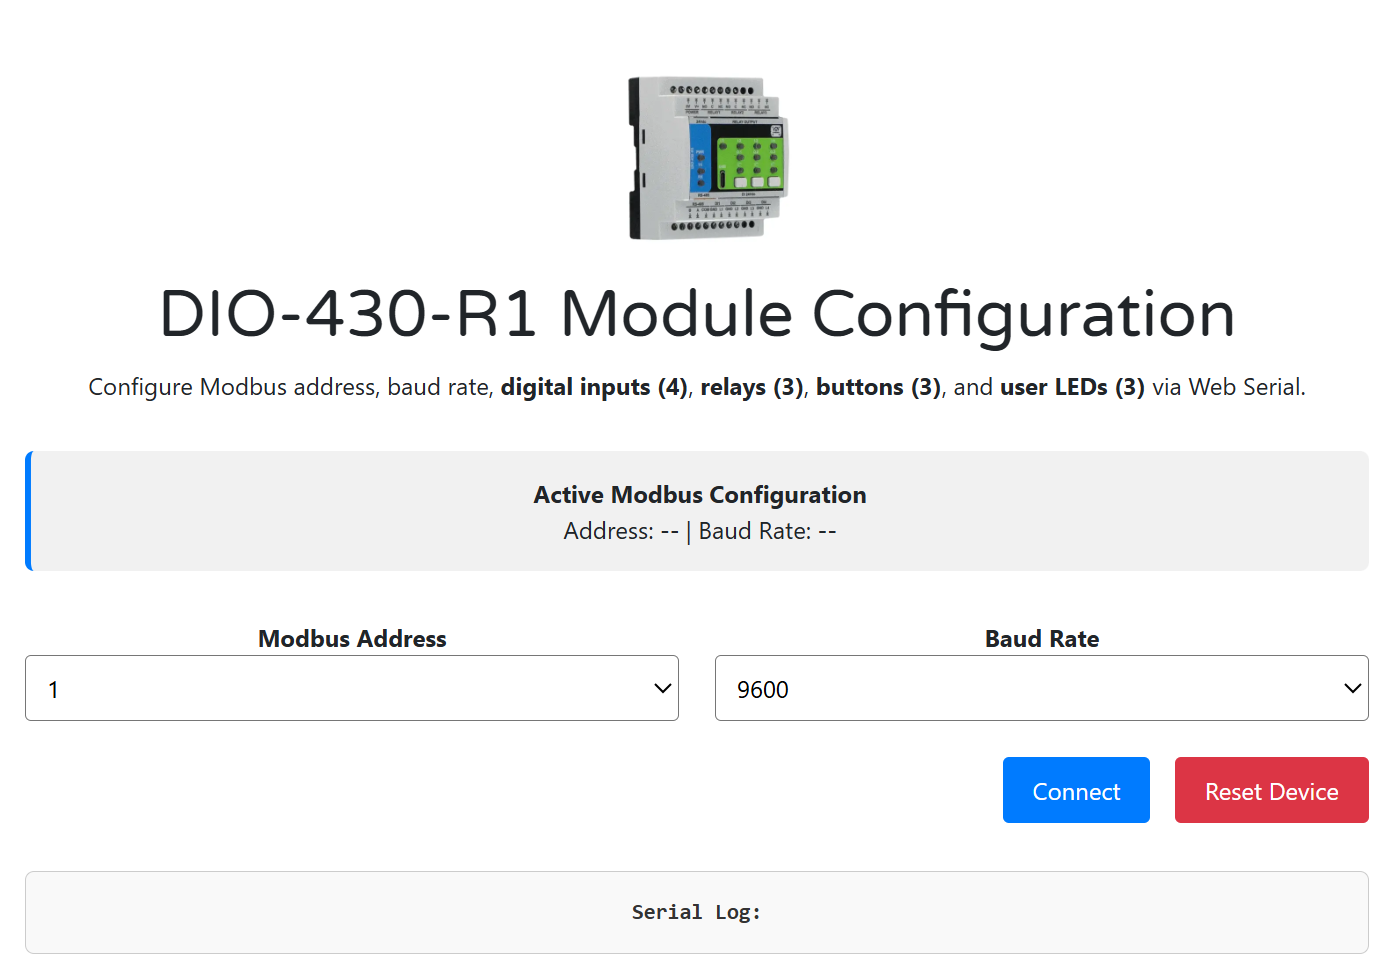 DIO-430-R1 Module Configuration
Configure Modbus address, baud rate, digital inputs (4), relays (3), buttons (3), and user LEDs (3) via Web Serial.
Active Modbus Configuration
Address: -- | Baud Rate: --
Modbus Address
Baud Rate
1
9600
Connect
Reset Device
Serial Log: